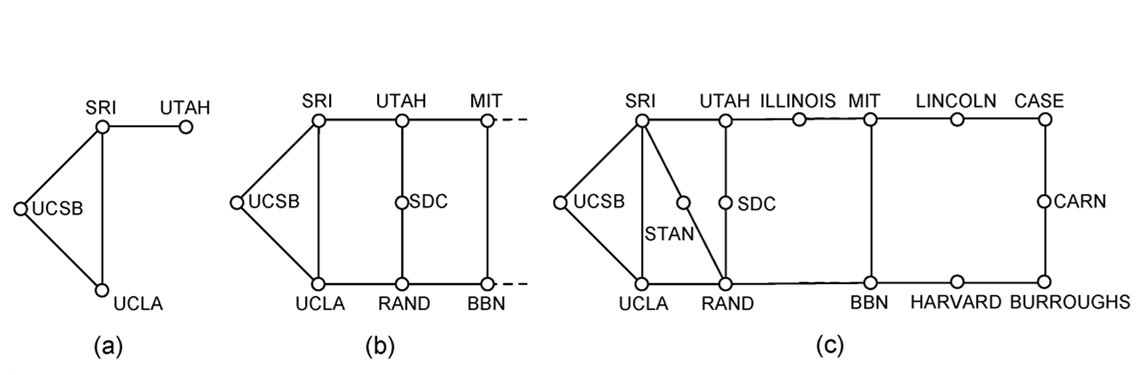 SRI UTAH
UCSB
UCLA
(a)
SRI UTAH MIT
UCSB SDC
UCLA RAND BBN
(b)
SRI UTAH ILLINOIS MIT LINCOLN CASE
UCSB SDC CARN
STAN
UCLA RAND BBN HARVARD BURROUGHS
(c)